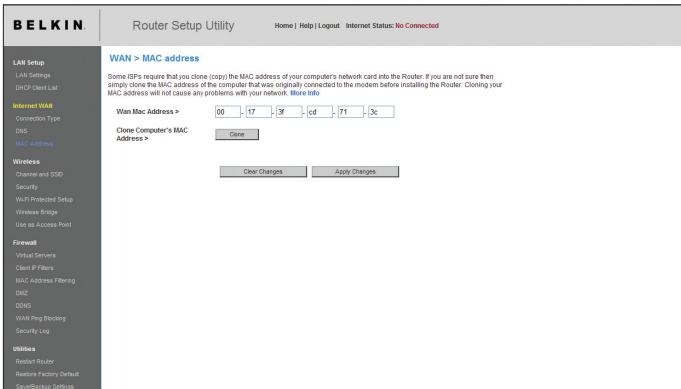 BELKIN.
Router Setup Utility
Home | Help | Logout Internet Status: No Connected
LAN Setup
LAN Settings
DHCP Client List
Internet WAN
Connection Type
DNS
MAC Address
Wireless
Channel and SSID
Security
Wi-Fi Protected Setup
Wireless Bridge
Use as Access Point
Firewall
Virtual Servers
Client IP Filters
MAC Address Filtering
DMZ
DDNS
WAN Ping Blocking
Security Log
Utilities
Restart Router
Restore Factory Default
Save/Backup Settings
WAN > MAC address
Some ISPs require that you clone (copy) the MAC address of your computer's network card into the Router. If you are not sure then
simply clone the MAC address of the computer that was originally connected to the modem before installing the Router. Cloning your
MAC address will not cause any problems with your network. More Info
Wan Mac Address > 00 - 17 - 3f - cd - 71 - 3c
Clone Computer's MAC
Address >
Clone
Clear Changes Apply Changes